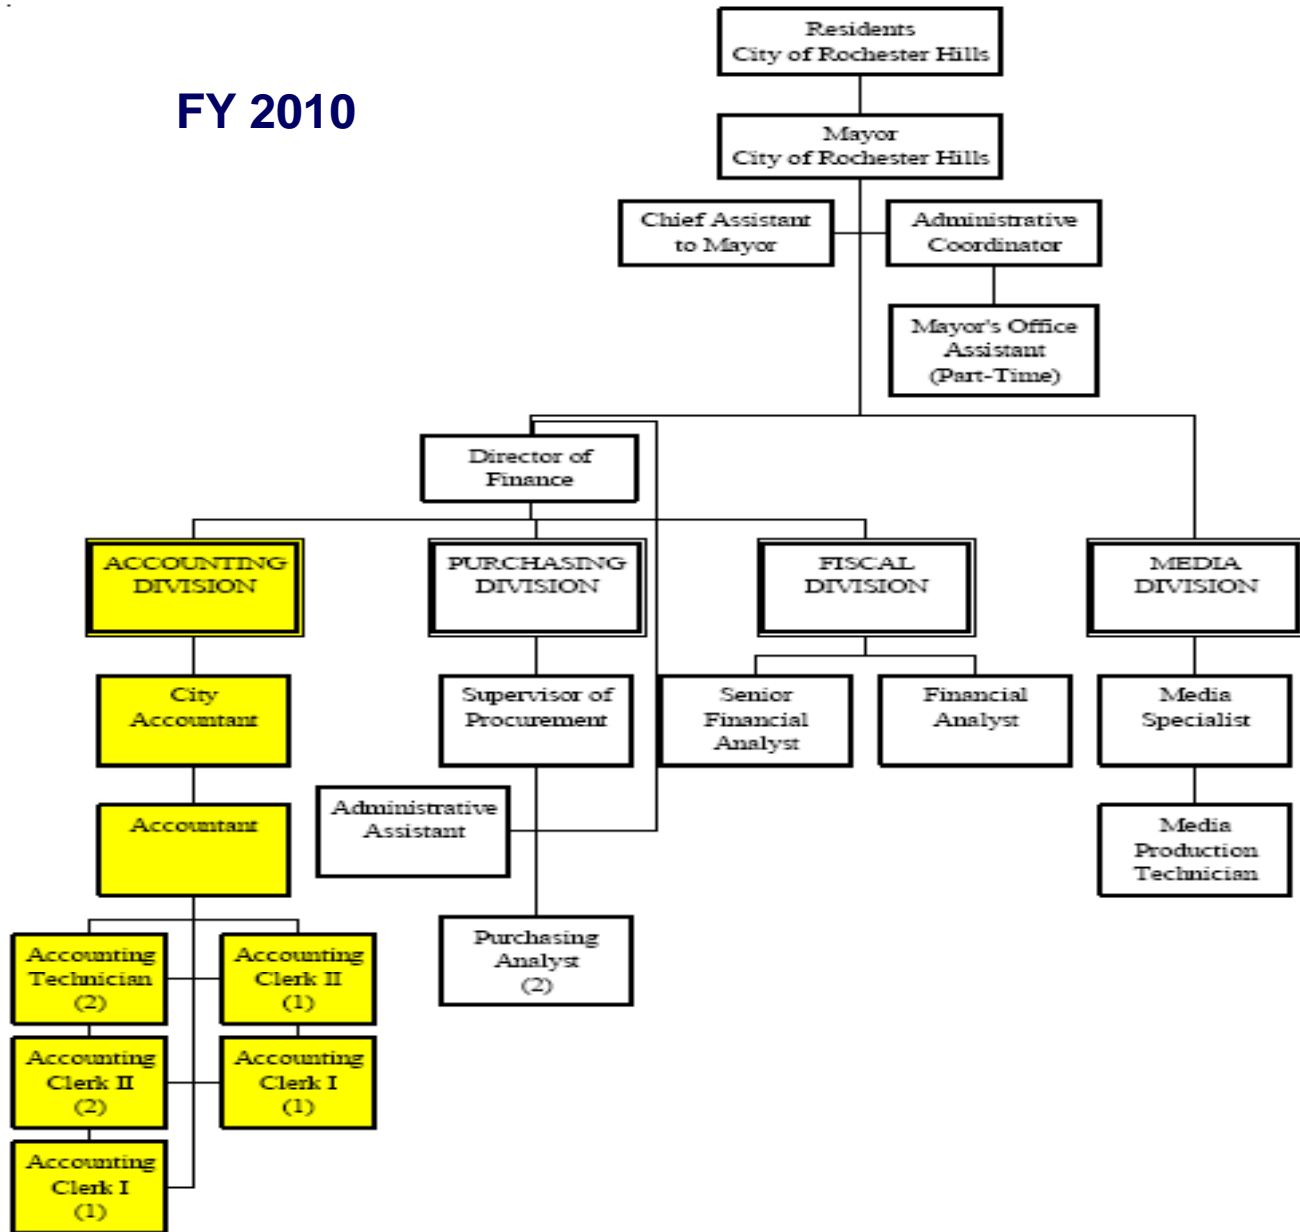 FY 2010
Residents
City of Rochester Hills
Mayor
City of Rochester Hills
Chief Assistant
to Mayor
Administrative
Coordinator
Mayor's Office
Assistant
(Part-Time)
Director of
Finance
ACCOUNTING
DIVISION
PURCHASING
DIVISION
FISCAL
DIVISION
MEDIA
DIVISION
City
Accountant
Supervisor of
Procurement
Senior
Financial
Analyst
Financial
Analyst
Media
Specialist
Accountant
Administrative
Assistant
Media
Production
Technician
Accounting
Technician
(2)
Accounting
Clerk II
(1)
Purchasing
Analyst
(2)
Accounting
Clerk II
(2)
Accounting
Clerk I
(1)
Accounting
Clerk I
(1)